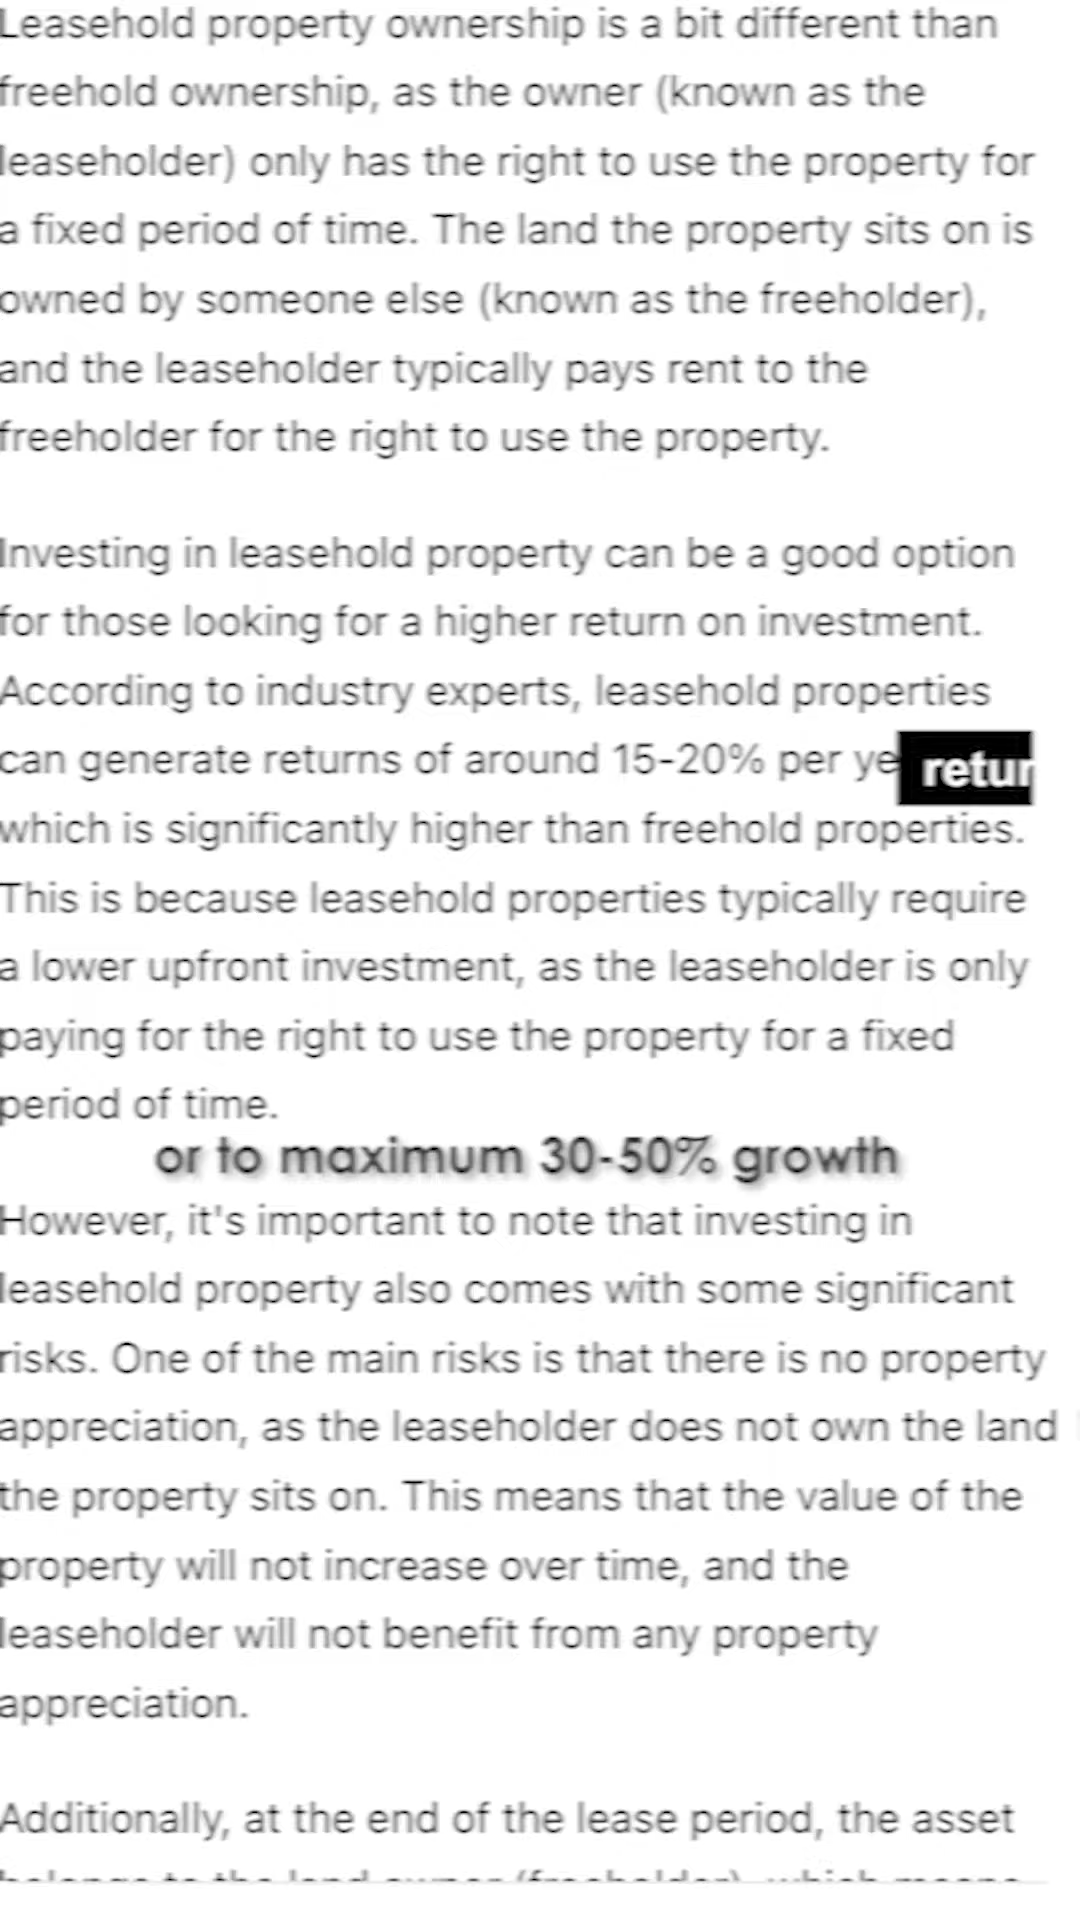 Leasehold property ownership is a bit different than
freehold ownership, as the owner (known as the
leaseholder) only has the right to use the property for
a fixed period of time. The land the property sits on is
owned by someone else (known as the freeholder),
and the leaseholder typically pays rent to the
freeholder for the right to use the property.
Investing in leasehold property can be a good option
for those looking for a higher return on investment.
According to industry experts, leasehold properties
can generate returns of around 15-20% per ye
retur
which is significantly higher than freehold properties.
This is because leasehold properties typically require
a lower upfront investment, as the leaseholder is only
paying for the right to use the property for a fixed
period of time.
or to maximum 30-50% growth
However, it's important to note that investing in
leasehold property also comes with some significant
risks. One of the main risks is that there is no property
appreciation, as the leaseholder does not own the land
the property sits on. This means that the value of the
property will not increase over time, and the
leaseholder will not benefit from any property
appreciation.
Additionally, at the end of the lease period, the asset